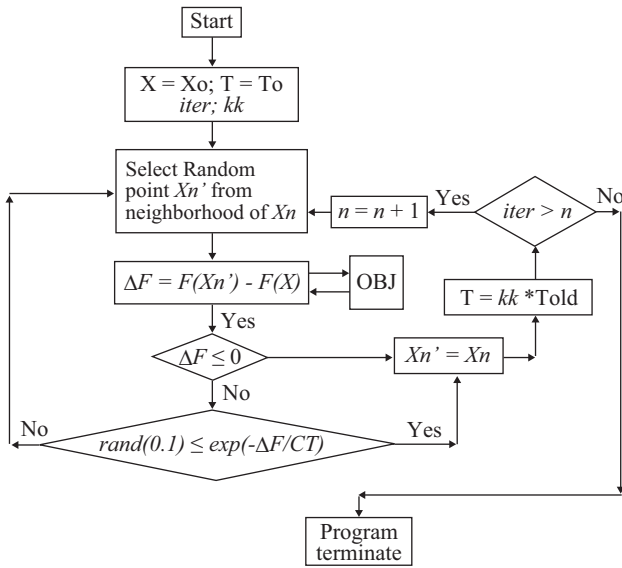 Start
X = Xo; T = To
iter; kk
Select Random
point Xn’ from
neighborhood of Xn
n = n + 1
Yes
iter > n
No
ΔF = F(Xn’) - F(X)
OBJ
T = kk *Told
Yes
ΔF ≤ 0
Xn’ = Xn
No
No
rand(0.1) ≤ exp(-ΔF/CT)
Yes
Program
terminate